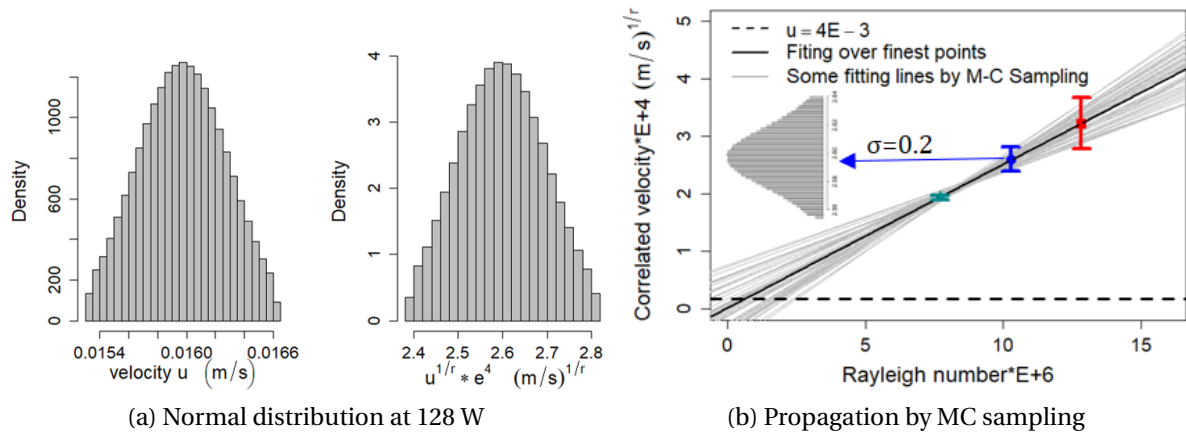 Density
0 200 600 1000
0.0154 0.0160 0.0166
velocity u (m/s)
Density
0 1 2 3 4
2.4 2.5 2.6 2.7 2.8
u^{1/r} * e^4 (m/s)^{1/r}
(a) Normal distribution at 128 W
Correlated velocity*E+4 (m/s)^{1/r}
0 1 2 3 4 5
u = 4E − 3
Fiting over finest points
Some fitting lines by M-C Sampling
σ=0.2
0 5 10 15
Rayleigh number*E+6
(b) Propagation by MC sampling